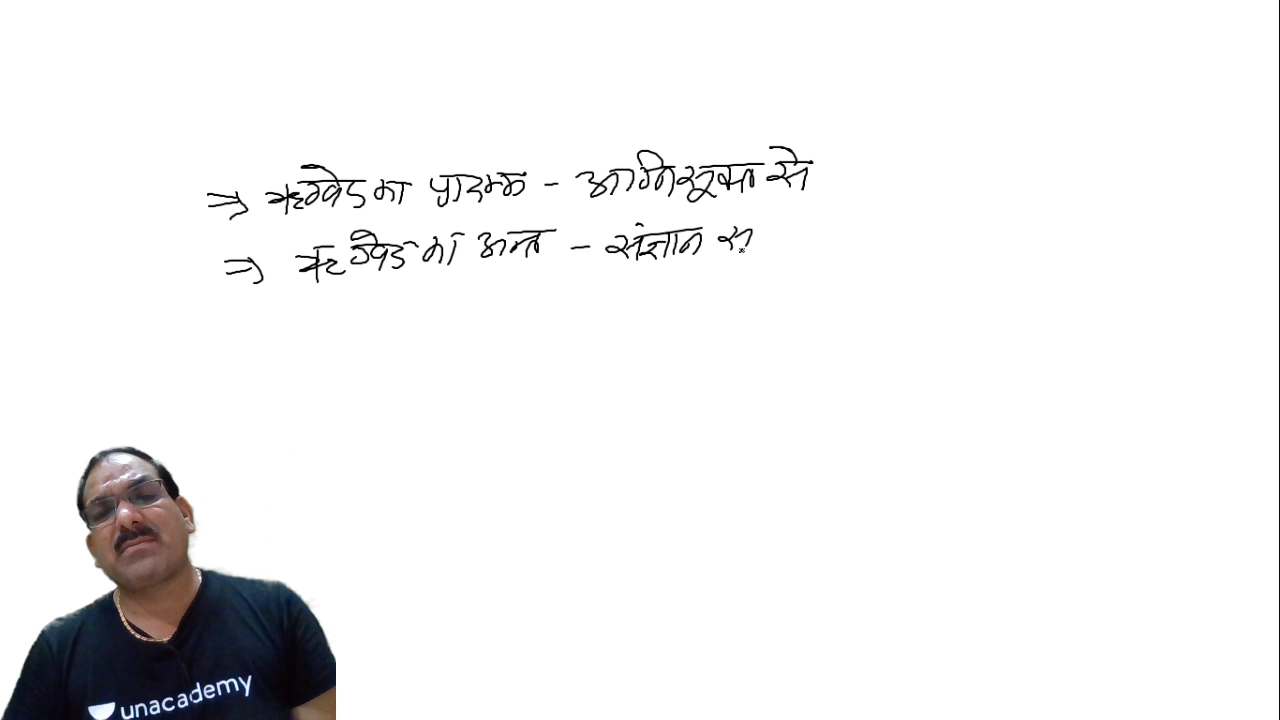 ⇒ ऋग्वेद का प्रारम्भ - अग्निसूक्त से
⇒ ऋग्वेद का अन्त - संज्ञान सू
unacademy